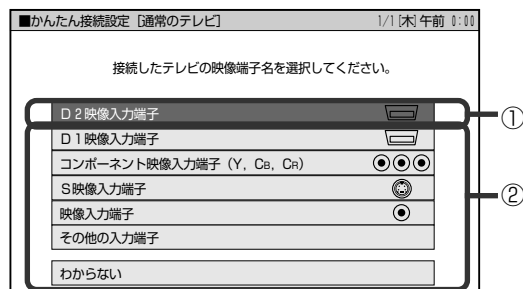 ■かんたん接続設定［通常のテレビ］ 1/1[木]午前 0:00
接続したテレビの映像端子名を選択してください。
D2映像入力端子
①
D1映像入力端子
コンポーネント映像入力端子（Y, CB, CR）
S映像入力端子
②
映像入力端子
その他の入力端子
わからない